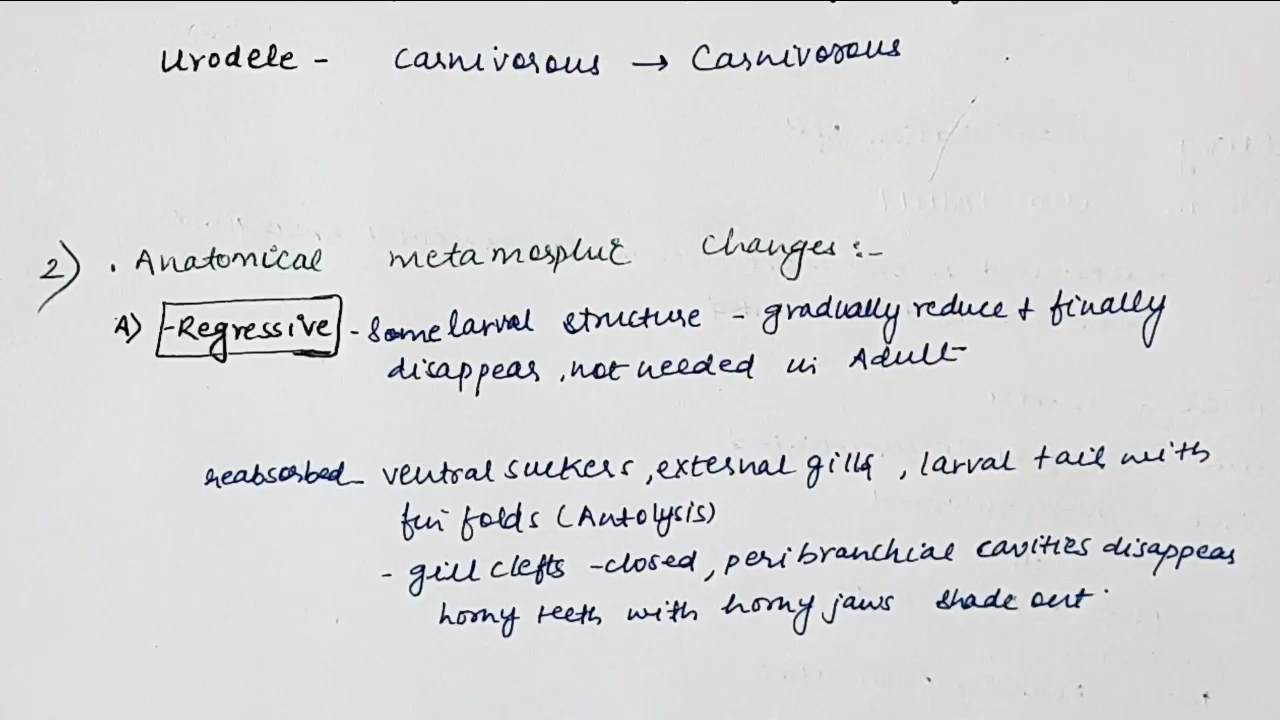 Urodele - Carnivorous → Carnivorous
2) . Anatomical metamorphic changes :-
A) -Regressive - Some larval structure - gradually reduce & finally
disappear, not needed in Adult
reabsorbed - ventral suckers, external gills, larval tail with
fin folds (Autolysis)
- gill clefts - closed, peribranchial cavities disappear
horny teeth with horny jaws shade out.